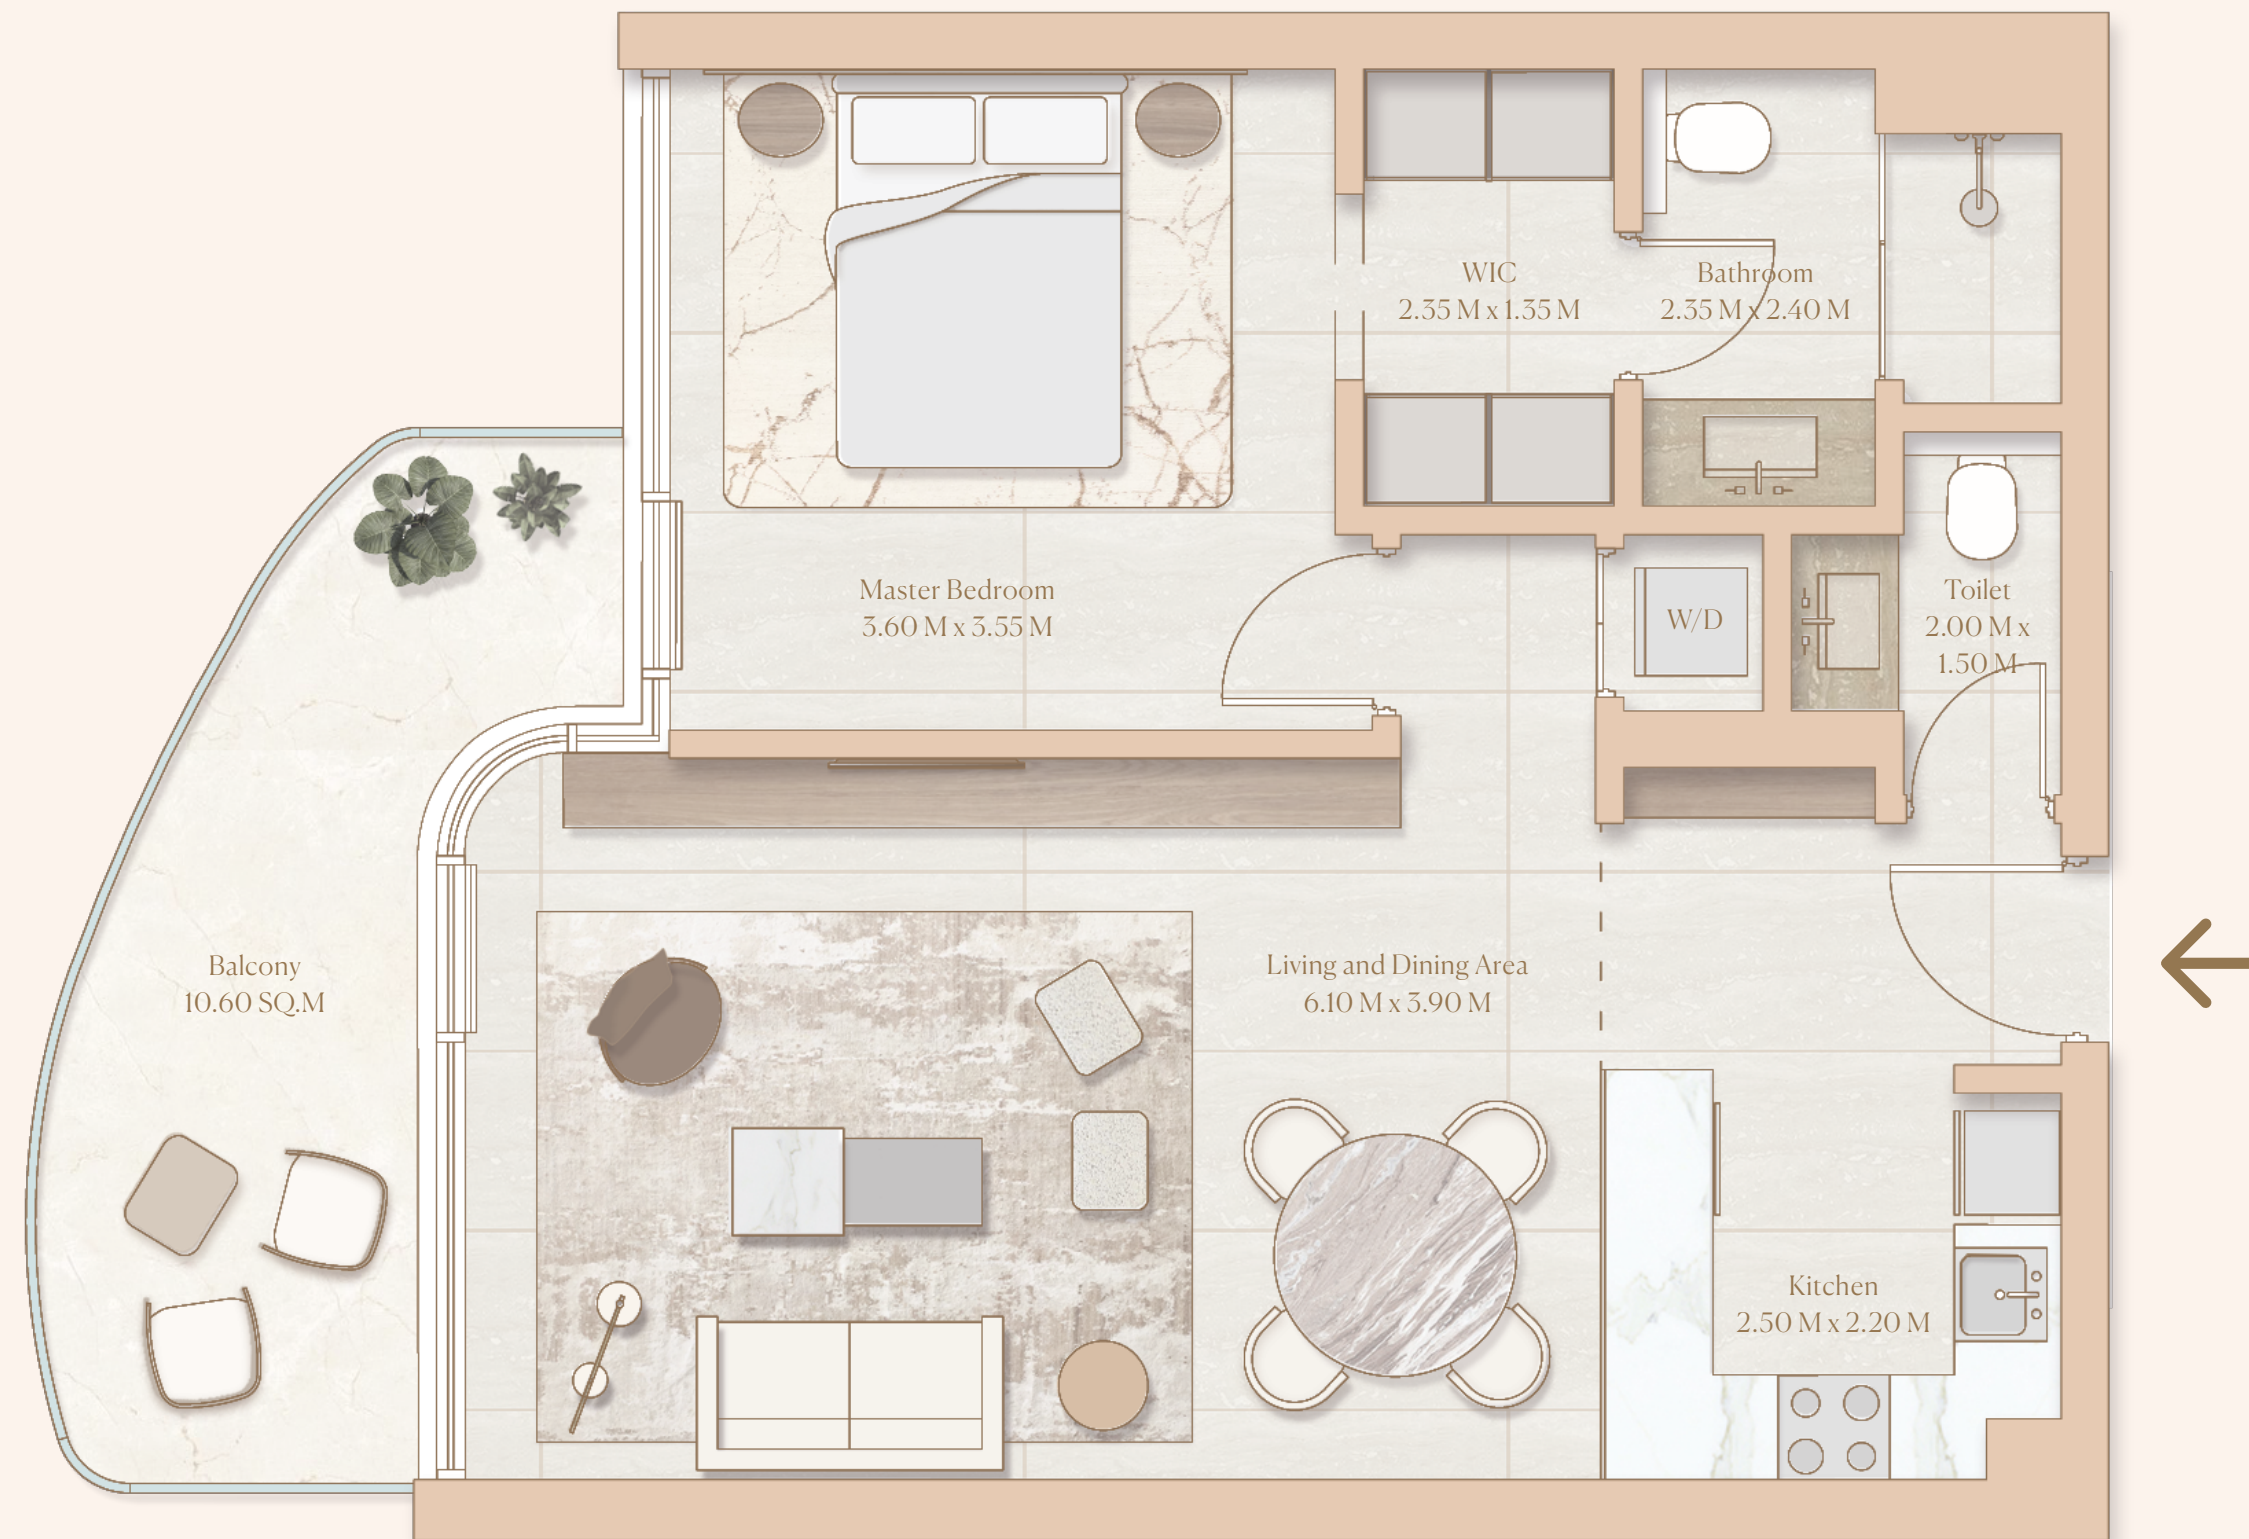 WIC
2.35 M x 1.35 M
Bathroom
2.35 M x 2.40 M
Master Bedroom
3.60 M x 3.55 M
W/D
Toilet
2.00 M x
1.50 M
Balcony
10.60 SQ.M
Living and Dining Area
6.10 M x 3.90 M
Kitchen
2.50 M x 2.20 M